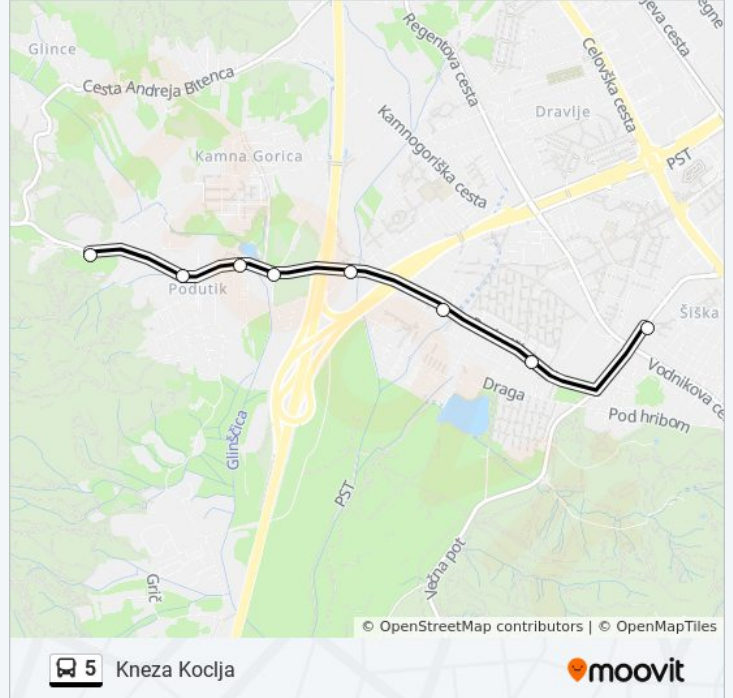 Glince
Cesta Andreja Bitenca
Regentova cesta
Celovška cesta
Dravlje
Kamna Gorica
Kamnogoriška cesta
PST
Podutik
Šiška
Vodnikova
Draga
Pod hribom
Glinščica
PST
Večna pot
Grič
© OpenStreetMap contributors | © OpenMapTiles
5 Kneza Koclja
moovit